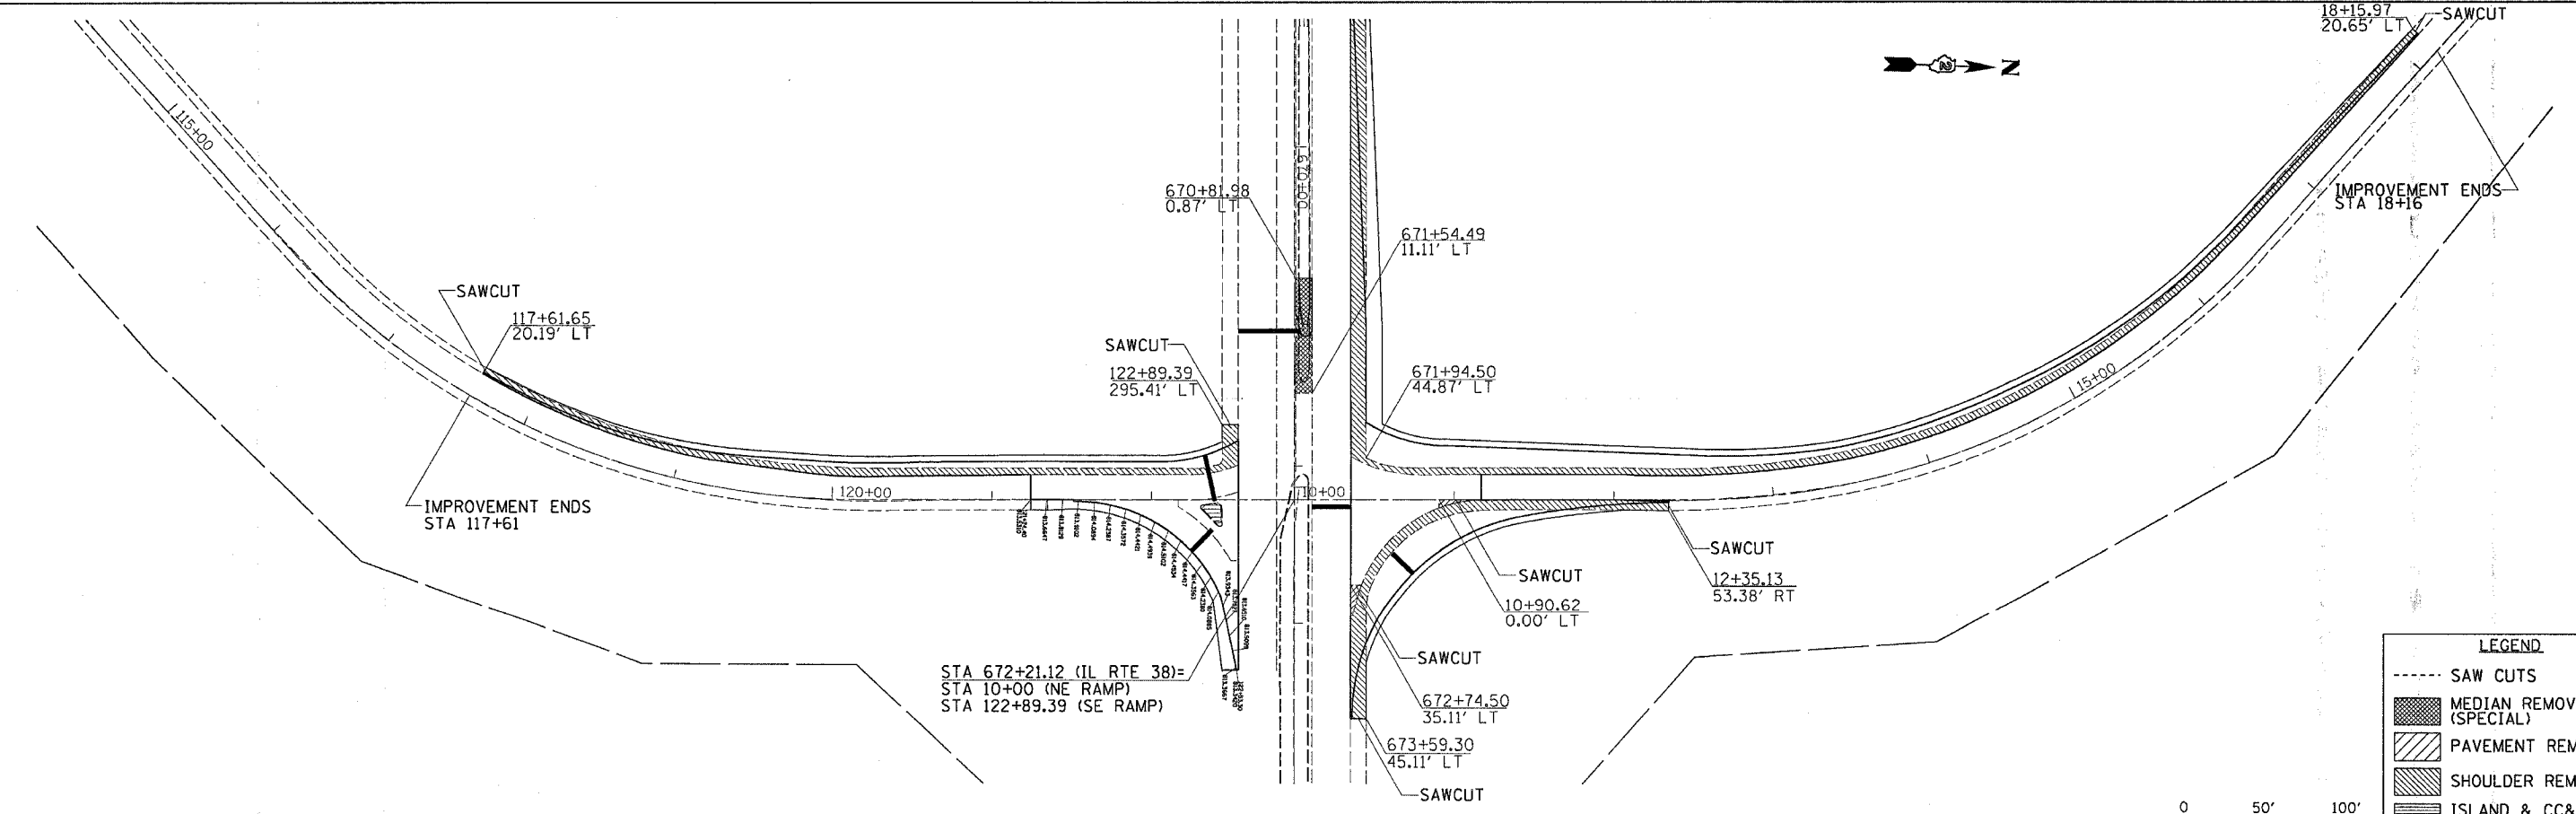 18+15.97
20.65' LT
SAWCUT
N
115+00
670+00
670+81.98
0.87' LT
IMPROVEMENT ENDS
STA 18+16
671+54.49
11.11' LT
SAWCUT
117+61.65
20.19' LT
SAWCUT
122+89.39
295.41' LT
671+94.50
44.87' LT
15+00
120+00
10+00
IMPROVEMENT ENDS
STA 117+61
SAWCUT
12+35.13
53.38' RT
SAWCUT
10+90.62
0.00' LT
STA 672+21.12 (IL RTE 38)=
STA 10+00 (NE RAMP)
STA 122+89.39 (SE RAMP)
SAWCUT
672+74.50
35.11' LT
673+59.30
45.11' LT
SAWCUT
LEGEND
SAW CUTS
MEDIAN REMOV
(SPECIAL)
PAVEMENT REM
SHOULDER REM
ISLAND & CC&
0 50' 100'